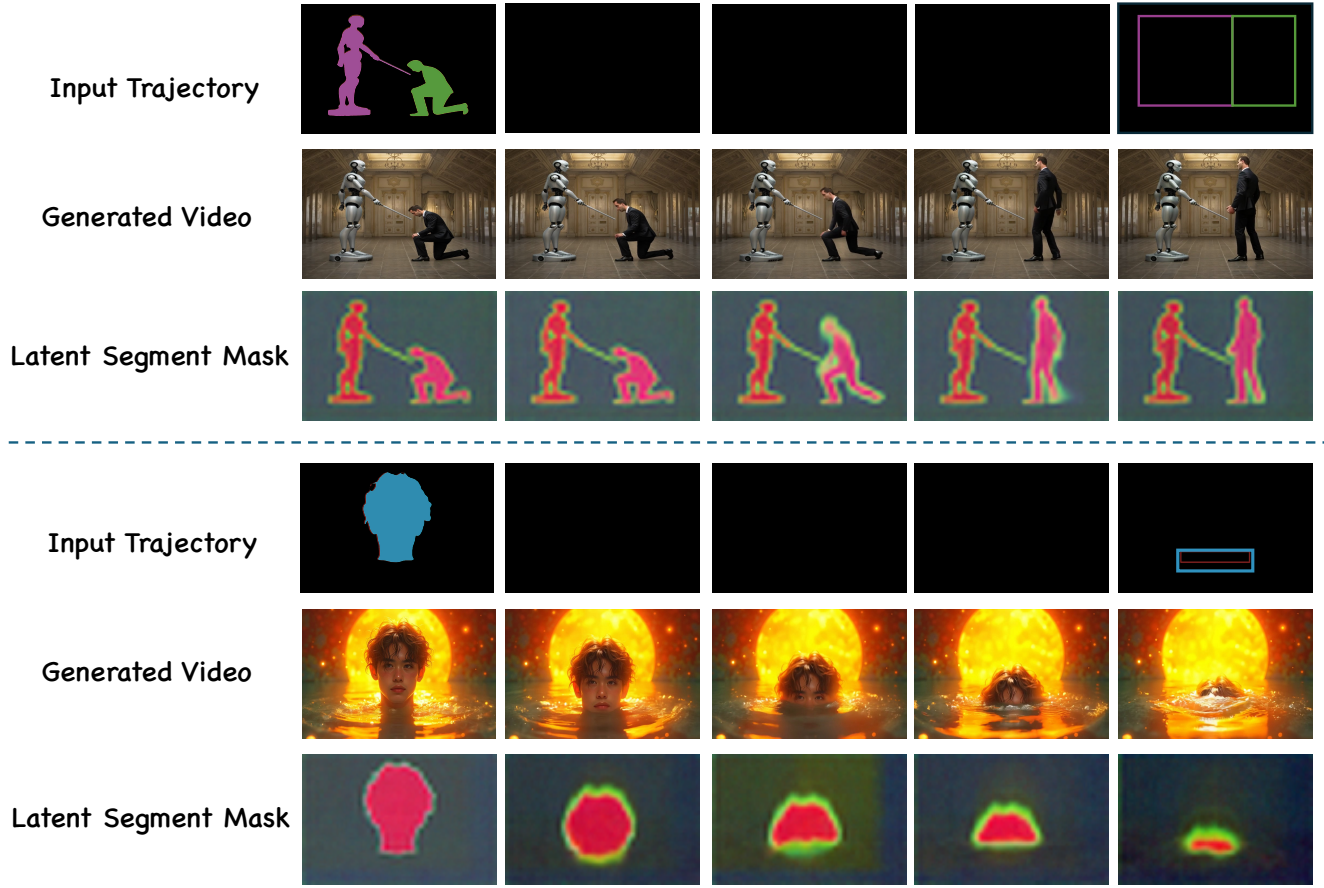 Input Trajectory
Generated Video
Latent Segment Mask
Input Trajectory
Generated Video
Latent Segment Mask